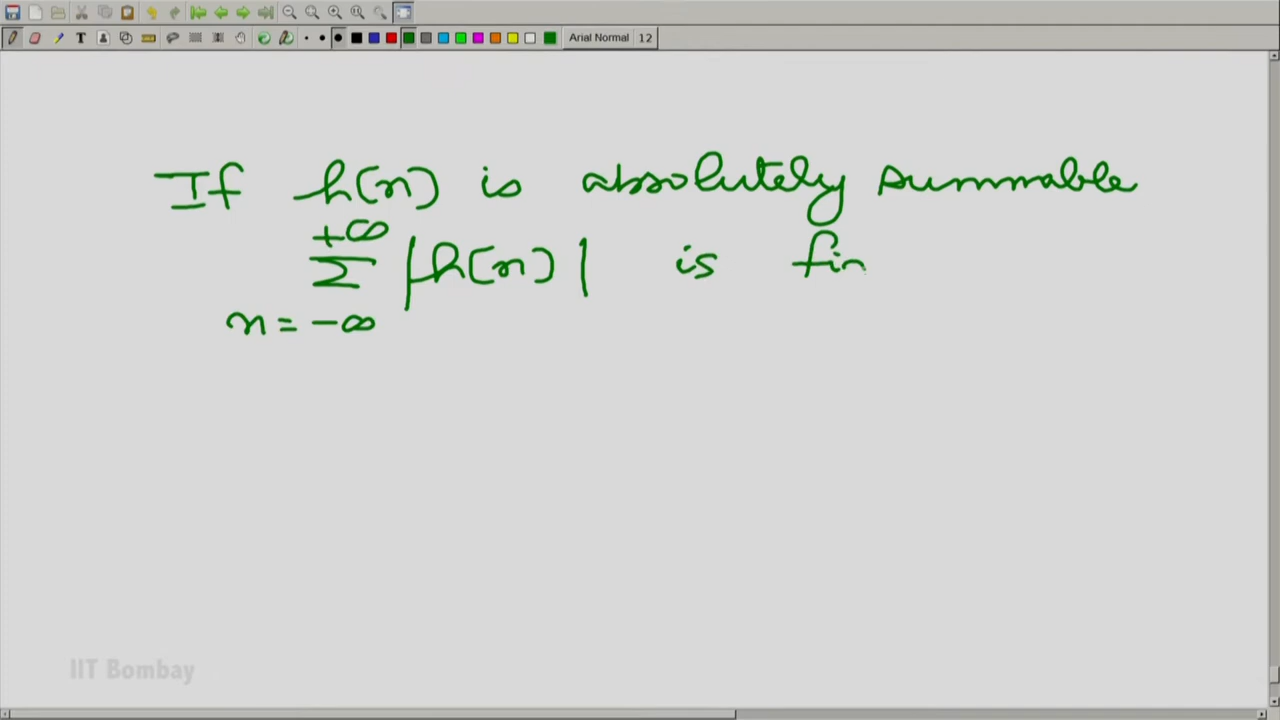 Arial Normal 12
If h[n] is absolutely summable
+∞
Σ |h[n]| is fin
n = -∞
IIT Bombay